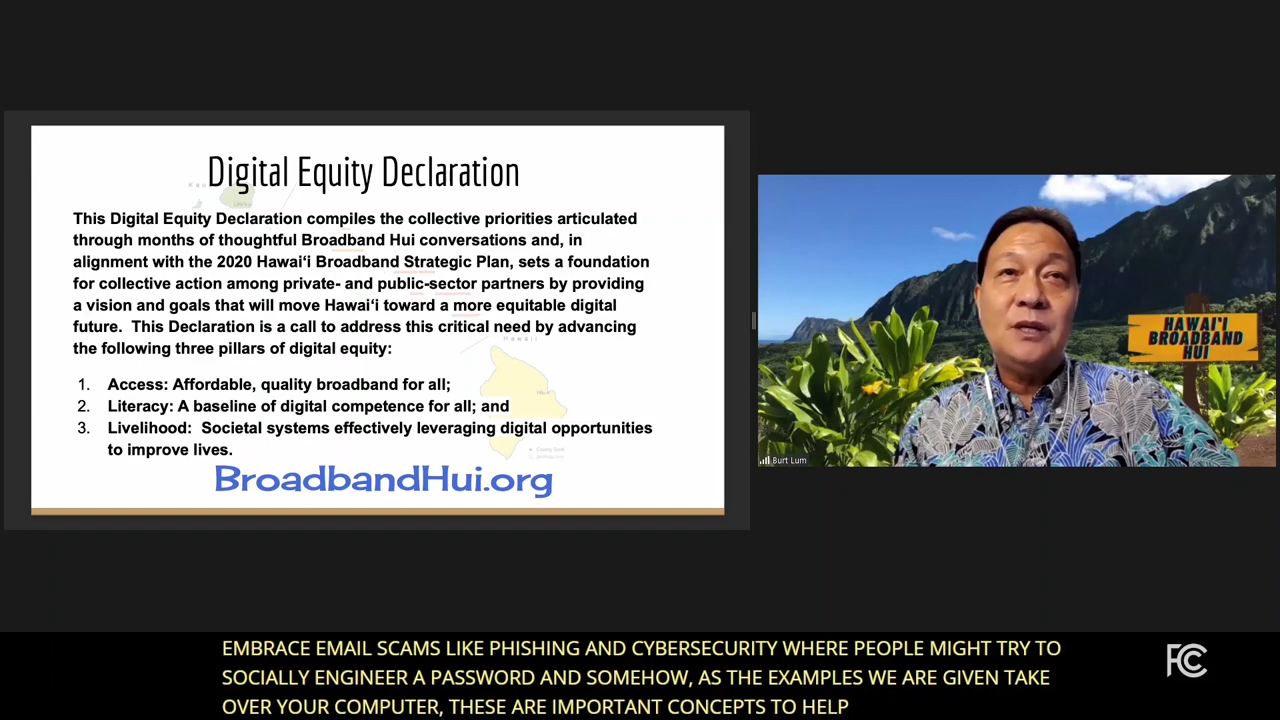 Digital Equity Declaration
This Digital Equity Declaration compiles the collective priorities articulated
through months of thoughtful Broadband Hui conversations and, in
alignment with the 2020 Hawaiʻi Broadband Strategic Plan, sets a foundation
for collective action among private- and public-sector partners by providing
a vision and goals that will move Hawaiʻi toward a more equitable digital
future.  This Declaration is a call to address this critical need by advancing
the following three pillars of digital equity:
1. Access: Affordable, quality broadband for all;
2. Literacy: A baseline of digital competence for all; and
3. Livelihood:  Societal systems effectively leveraging digital opportunities
to improve lives.
BroadbandHui.org
Hawaii
HAWAIʻI
BROADBAND
HUI
Burt Lum
EMBRACE EMAIL SCAMS LIKE PHISHING AND CYBERSECURITY WHERE PEOPLE MIGHT TRY TO
SOCIALLY ENGINEER A PASSWORD AND SOMEHOW, AS THE EXAMPLES WE ARE GIVEN TAKE
OVER YOUR COMPUTER, THESE ARE IMPORTANT CONCEPTS TO HELP
FCC